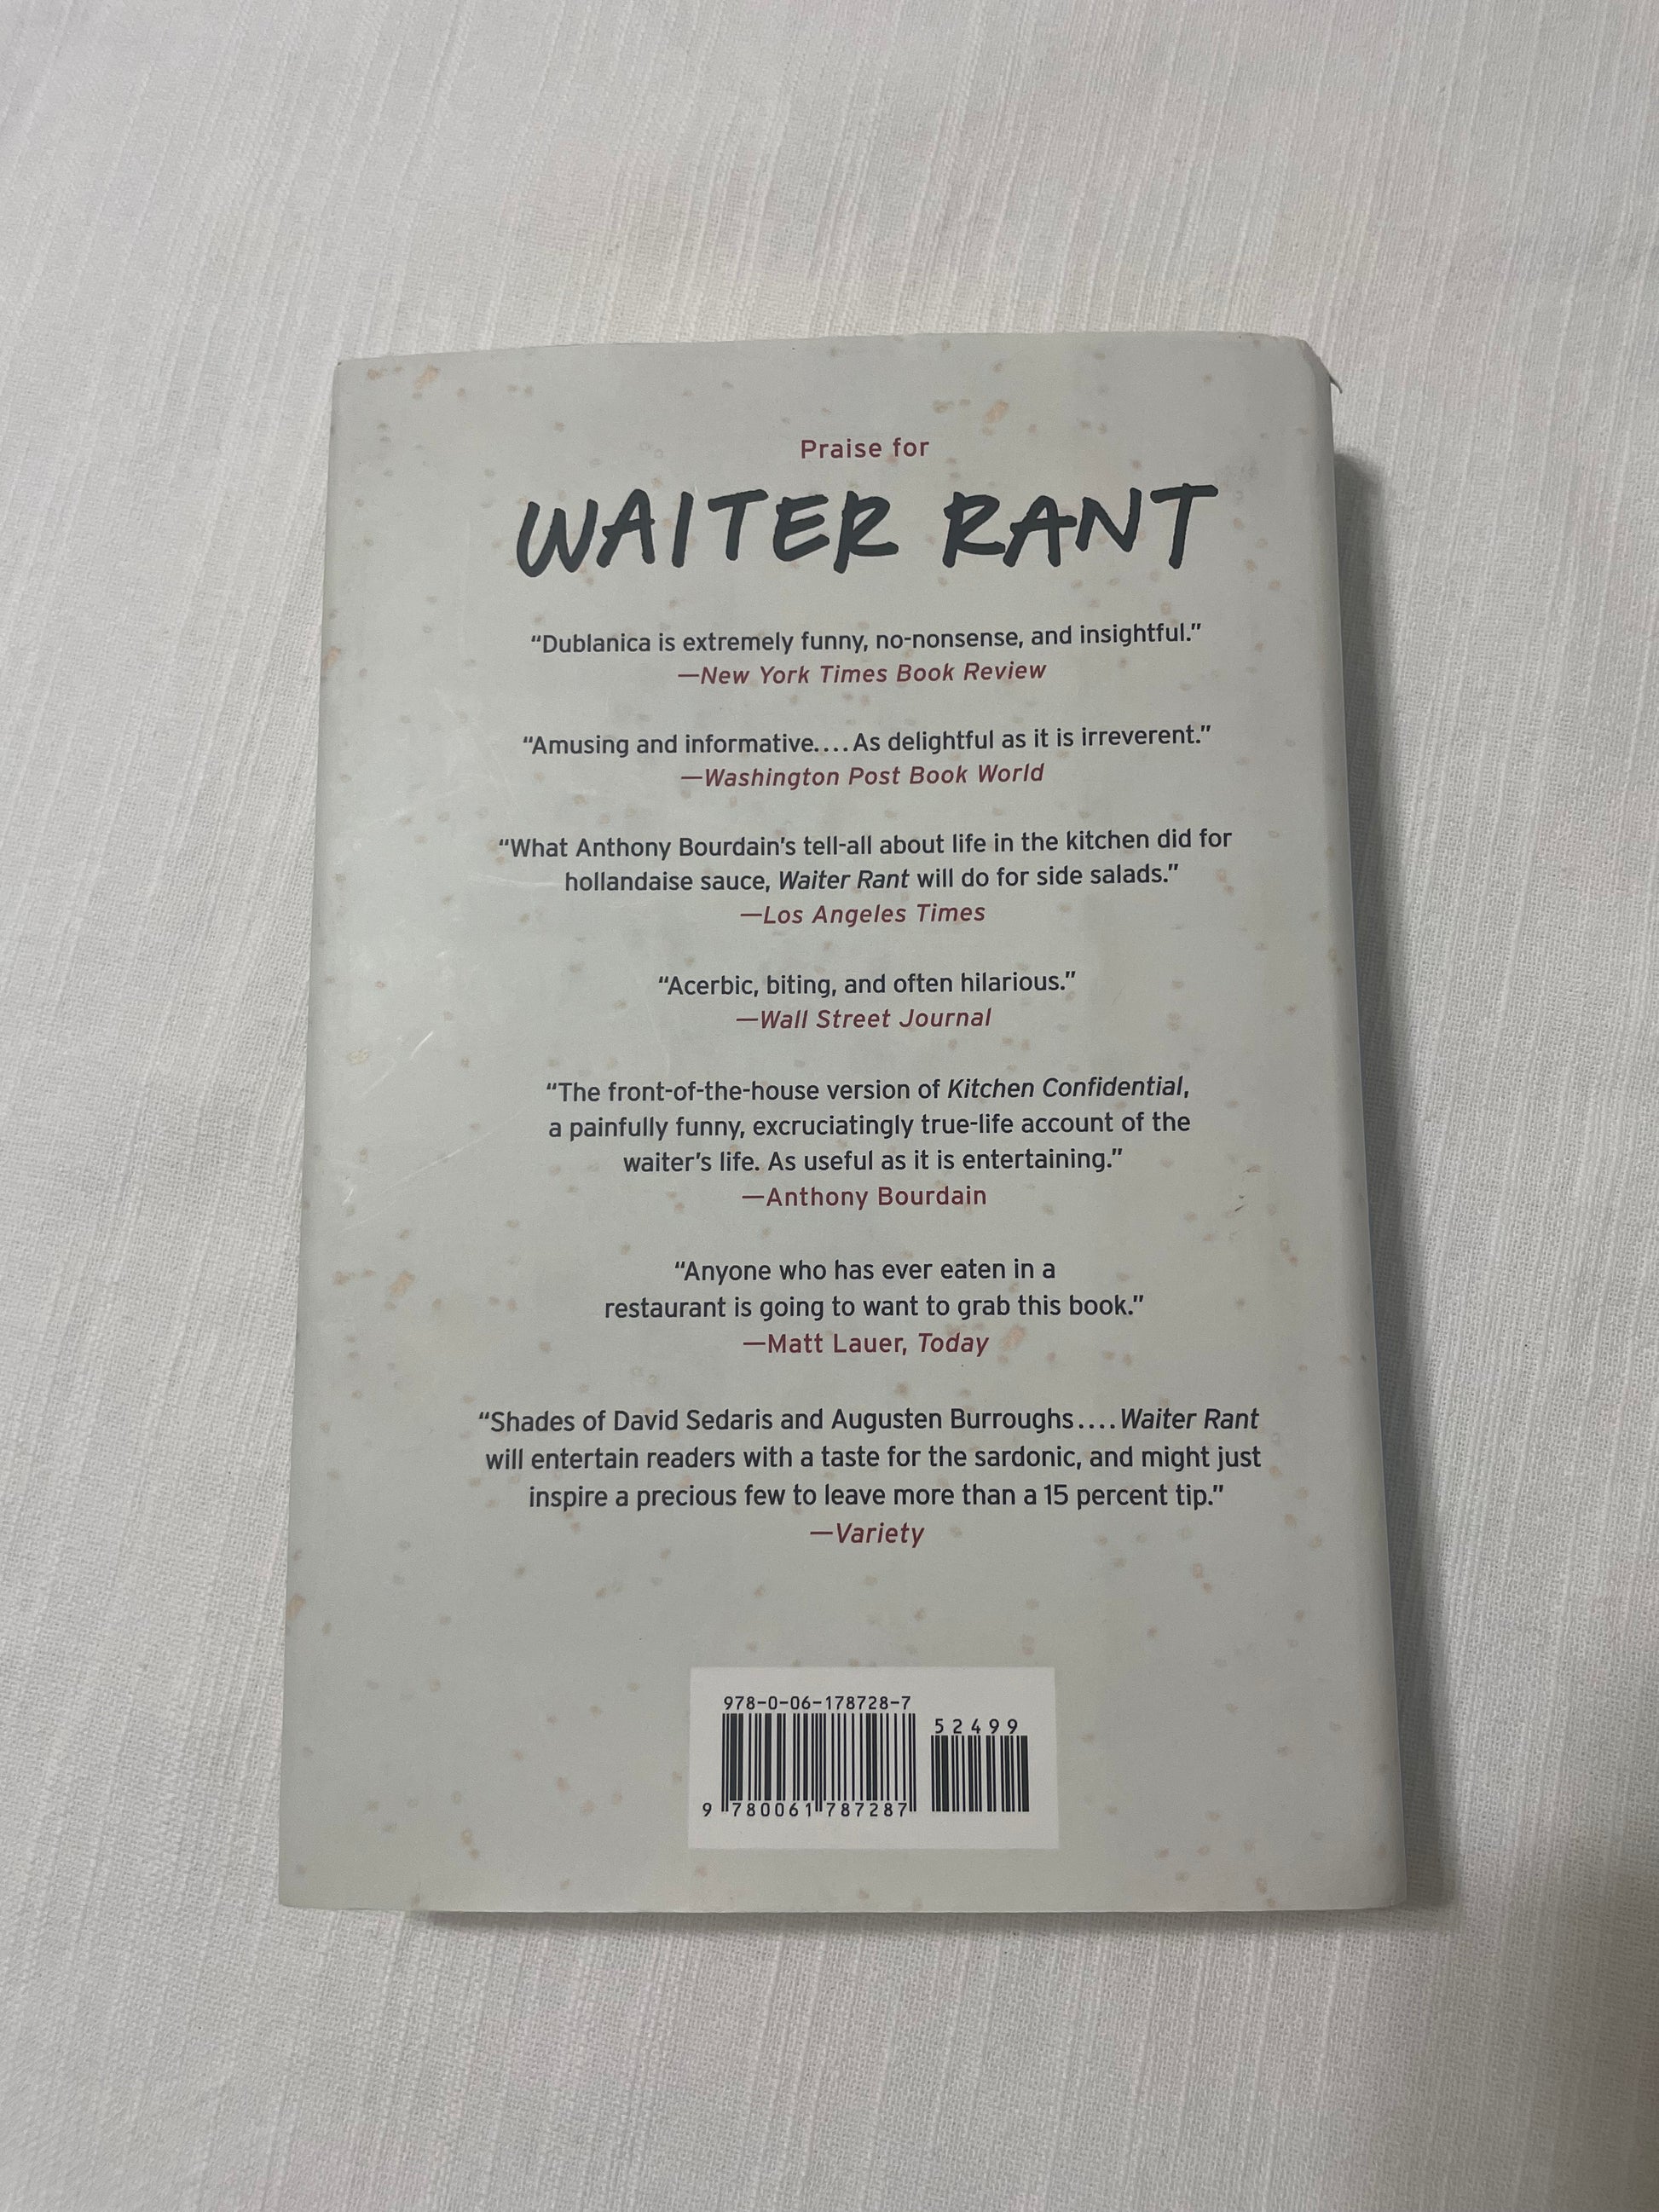 Praise for
WAITER RANT
“Dublanica is extremely funny, no-nonsense, and insightful.”
—New York Times Book Review
“Amusing and informative.... As delightful as it is irreverent.”
—Washington Post Book World
“What Anthony Bourdain’s tell-all about life in the kitchen did for
hollandaise sauce, Waiter Rant will do for side salads.”
—Los Angeles Times
“Acerbic, biting, and often hilarious.”
—Wall Street Journal
“The front-of-the-house version of Kitchen Confidential,
a painfully funny, excruciatingly true-life account of the
waiter’s life. As useful as it is entertaining.”
—Anthony Bourdain
“Anyone who has ever eaten in a
restaurant is going to want to grab this book.”
—Matt Lauer, Today
“Shades of David Sedaris and Augusten Burroughs.... Waiter Rant
will entertain readers with a taste for the sardonic, and might just
inspire a precious few to leave more than a 15 percent tip.”
—Variety
978-0-06-178728-7
52499
9 780061 787287